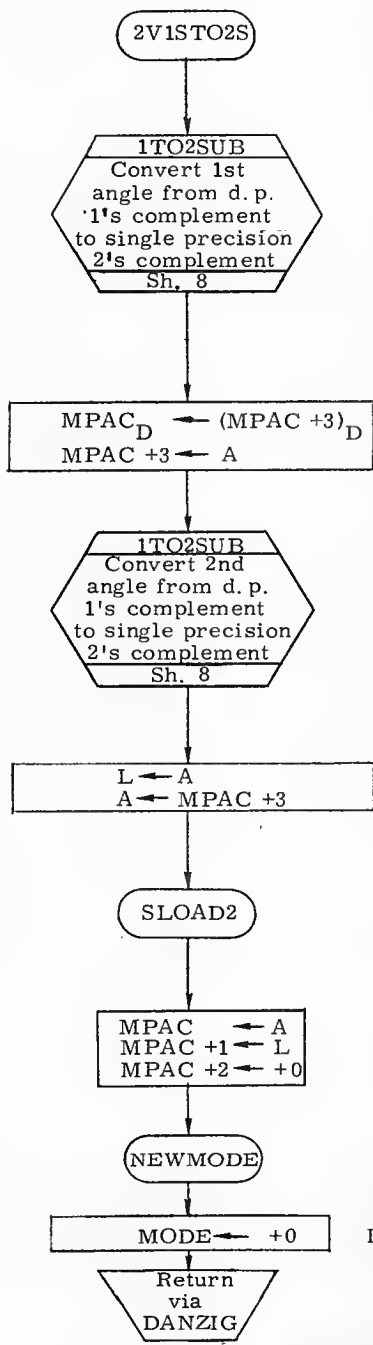 2V1STO2S
1TO2SUB
Convert 1st
angle from d.p.
1's complement
to single precision
2's complement
Sh. 8
MPAC_D ← (MPAC +3)_D
MPAC +3 ← A
1TO2SUB
Convert 2nd
angle from d.p.
1's complement
to single precision
2's complement
Sh. 8
L ← A
A ← MPAC +3
SLOAD2
MPAC ← A
MPAC +1 ← L
MPAC +2 ← +0
NEWMODE
MODE ← +0
Return
via
DANZIG